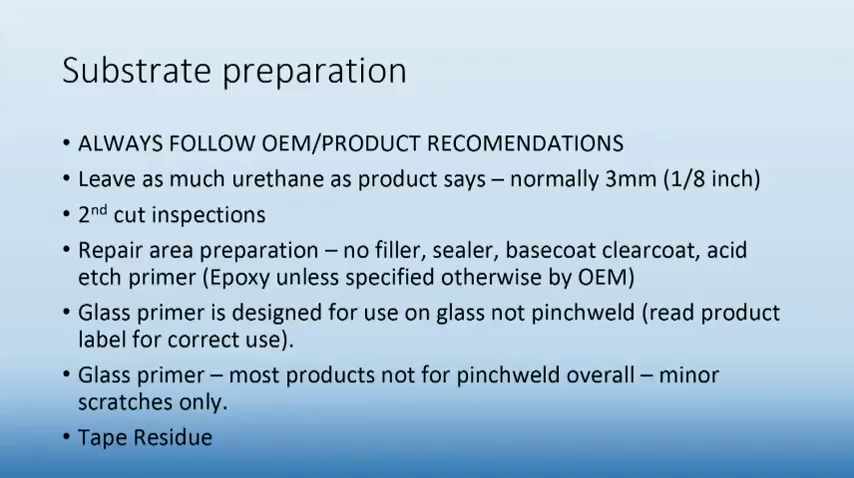 Substrate preparation
• ALWAYS FOLLOW OEM/PRODUCT RECOMENDATIONS
• Leave as much urethane as product says – normally 3mm (1/8 inch)
• 2nd cut inspections
• Repair area preparation – no filler, sealer, basecoat clearcoat, acid
etch primer (Epoxy unless specified otherwise by OEM)
• Glass primer is designed for use on glass not pinchweld (read product
label for correct use).
• Glass primer – most products not for pinchweld overall – minor
scratches only.
• Tape Residue